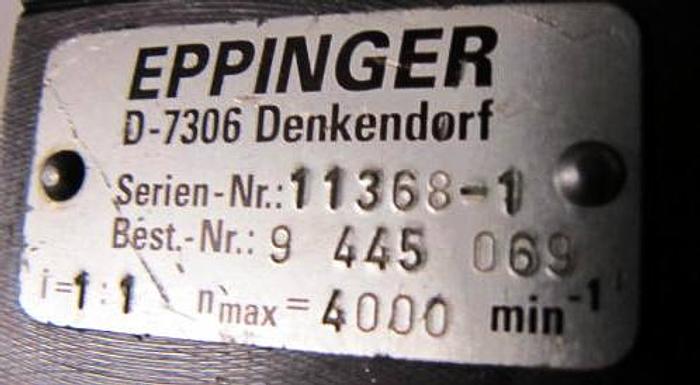 EPPINGER
D-7306 Denkendorf
Serien-Nr.: 11368-1
Best.-Nr.: 9 445 069
i=1:1 nmax=4000 min-1